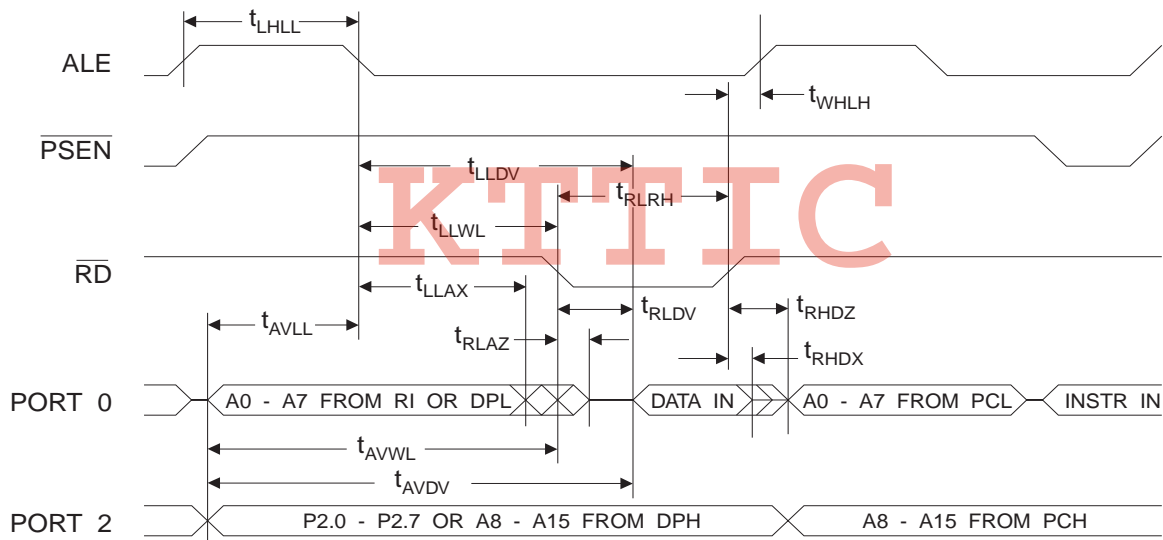 tLHLL
ALE
tWHLH
PSEN
tLLDV
KTTIC
tRLRH
tLLWL
RD
tLLAX
tRLDV
tRHDZ
tAVLL
tRLAZ
tRHDX
PORT 0
A0 - A7 FROM RI OR DPL
DATA IN
A0 - A7 FROM PCL
INSTR IN
tAVWL
tAVDV
PORT 2
P2.0 - P2.7 OR A8 - A15 FROM DPH
A8 - A15 FROM PCH